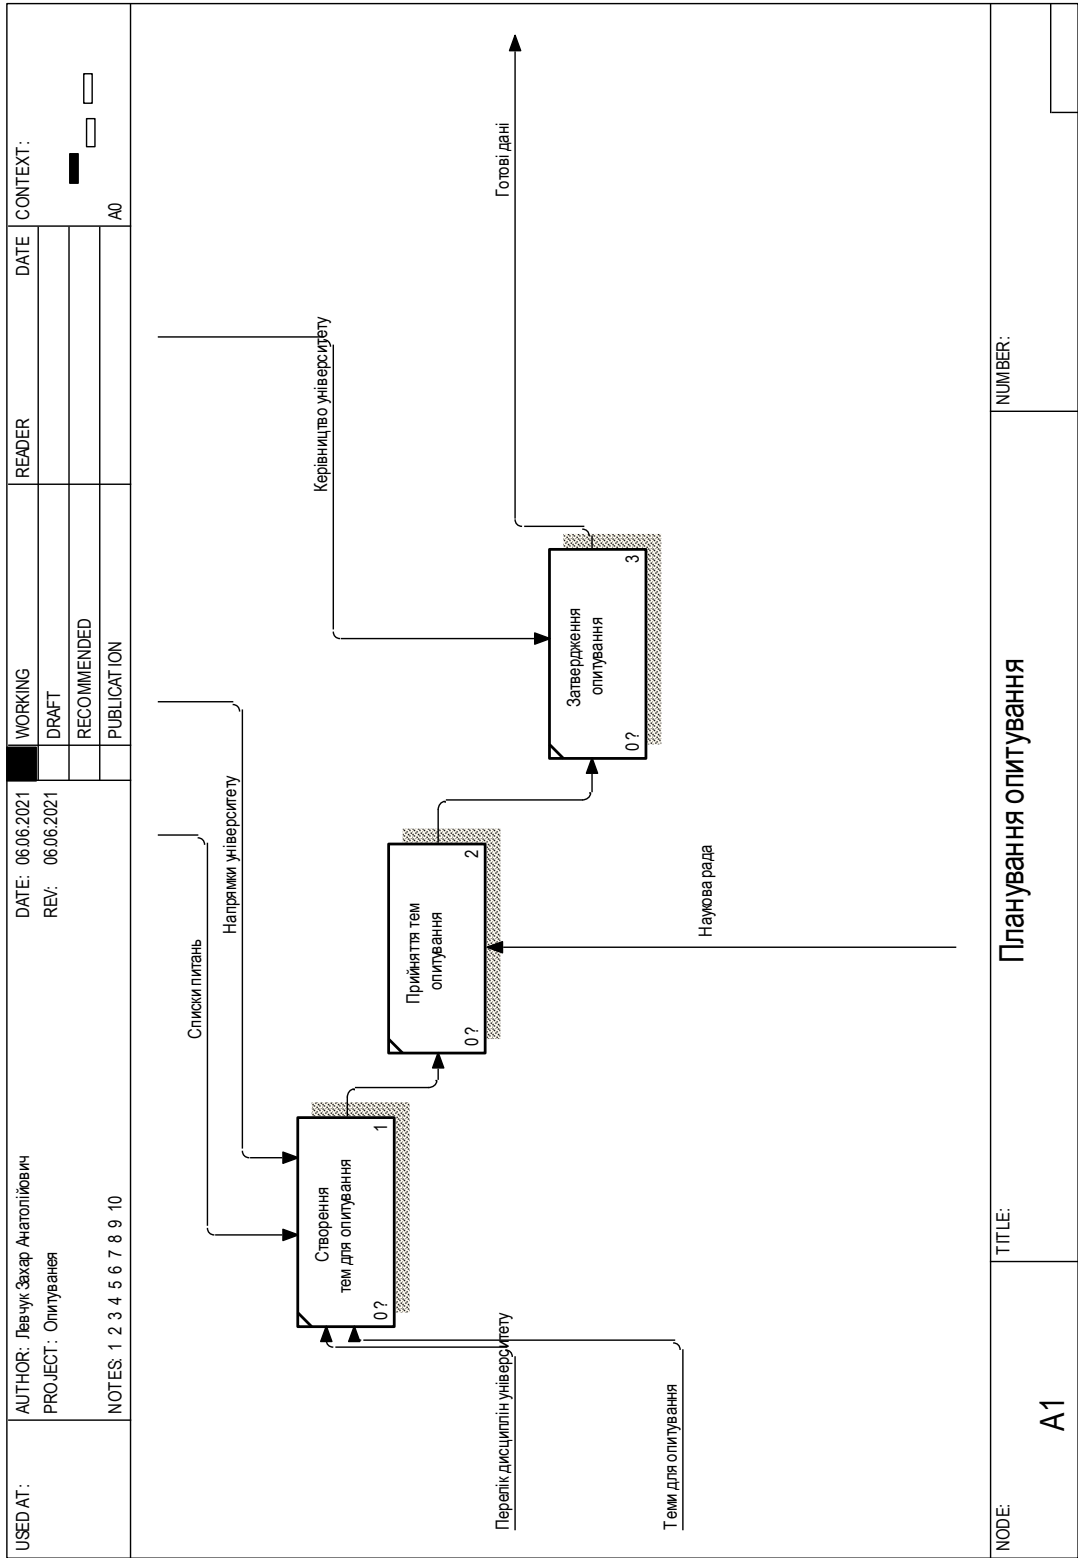 USED AT:
AUTHOR: Левчук Захар Анатолійович
PROJECT: Опитуванея
NOTES: 1 2 3 4 5 6 7 8 9 10
DATE: 06.06.2021
REV: 06.06.2021
WORKING
DRAFT
RECOMMENDED
PUBLICATION
READER
DATE
CONTEXT:
A0
Списки питань
Напрямки університету
Керівництво університету
Створення
тем для опитування
0 ?
1
Прийняття тем
опитування
0 ?
2
Затвердження
опитування
0 ?
3
Готові дані
Перелік дисциплін університету
Теми для опитування
Наукова рада
NODE:
A1
TITLE:
Планування опитування
NUMBER: